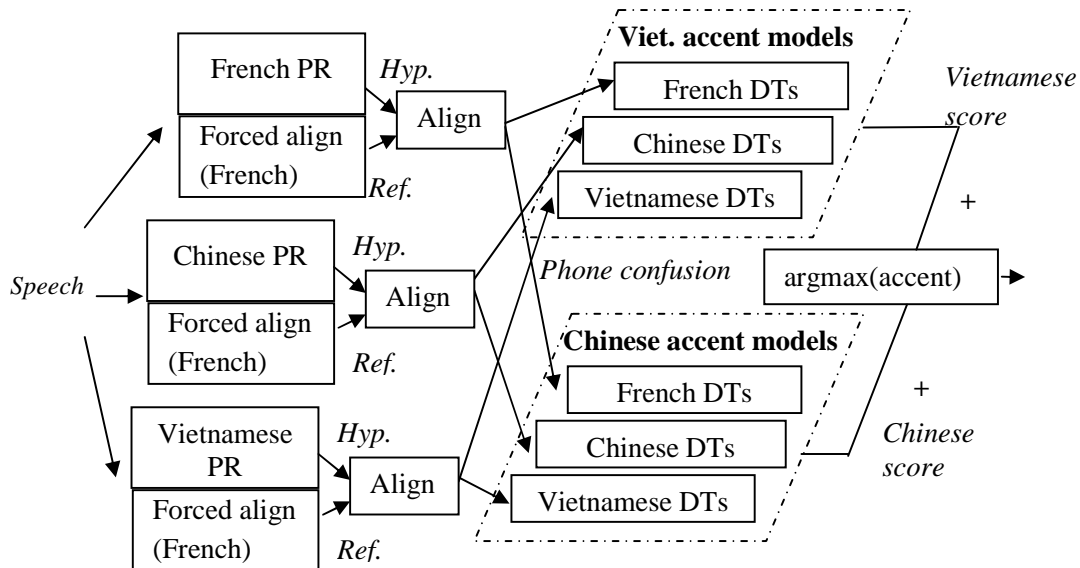 Viet. accent models
French PR
Hyp.
French DTs
Vietnamese
score
Align
Forced align
(French)
Chinese DTs
Ref.
Vietnamese DTs
+
Chinese PR
Hyp.
Phone confusion
argmax(accent)
Speech
Align
Forced align
(French)
Ref.
Chinese accent models
French DTs
+
Vietnamese
PR
Hyp.
Chinese DTs
Chinese
score
Align
Vietnamese DTs
Forced align
(French)
Ref.